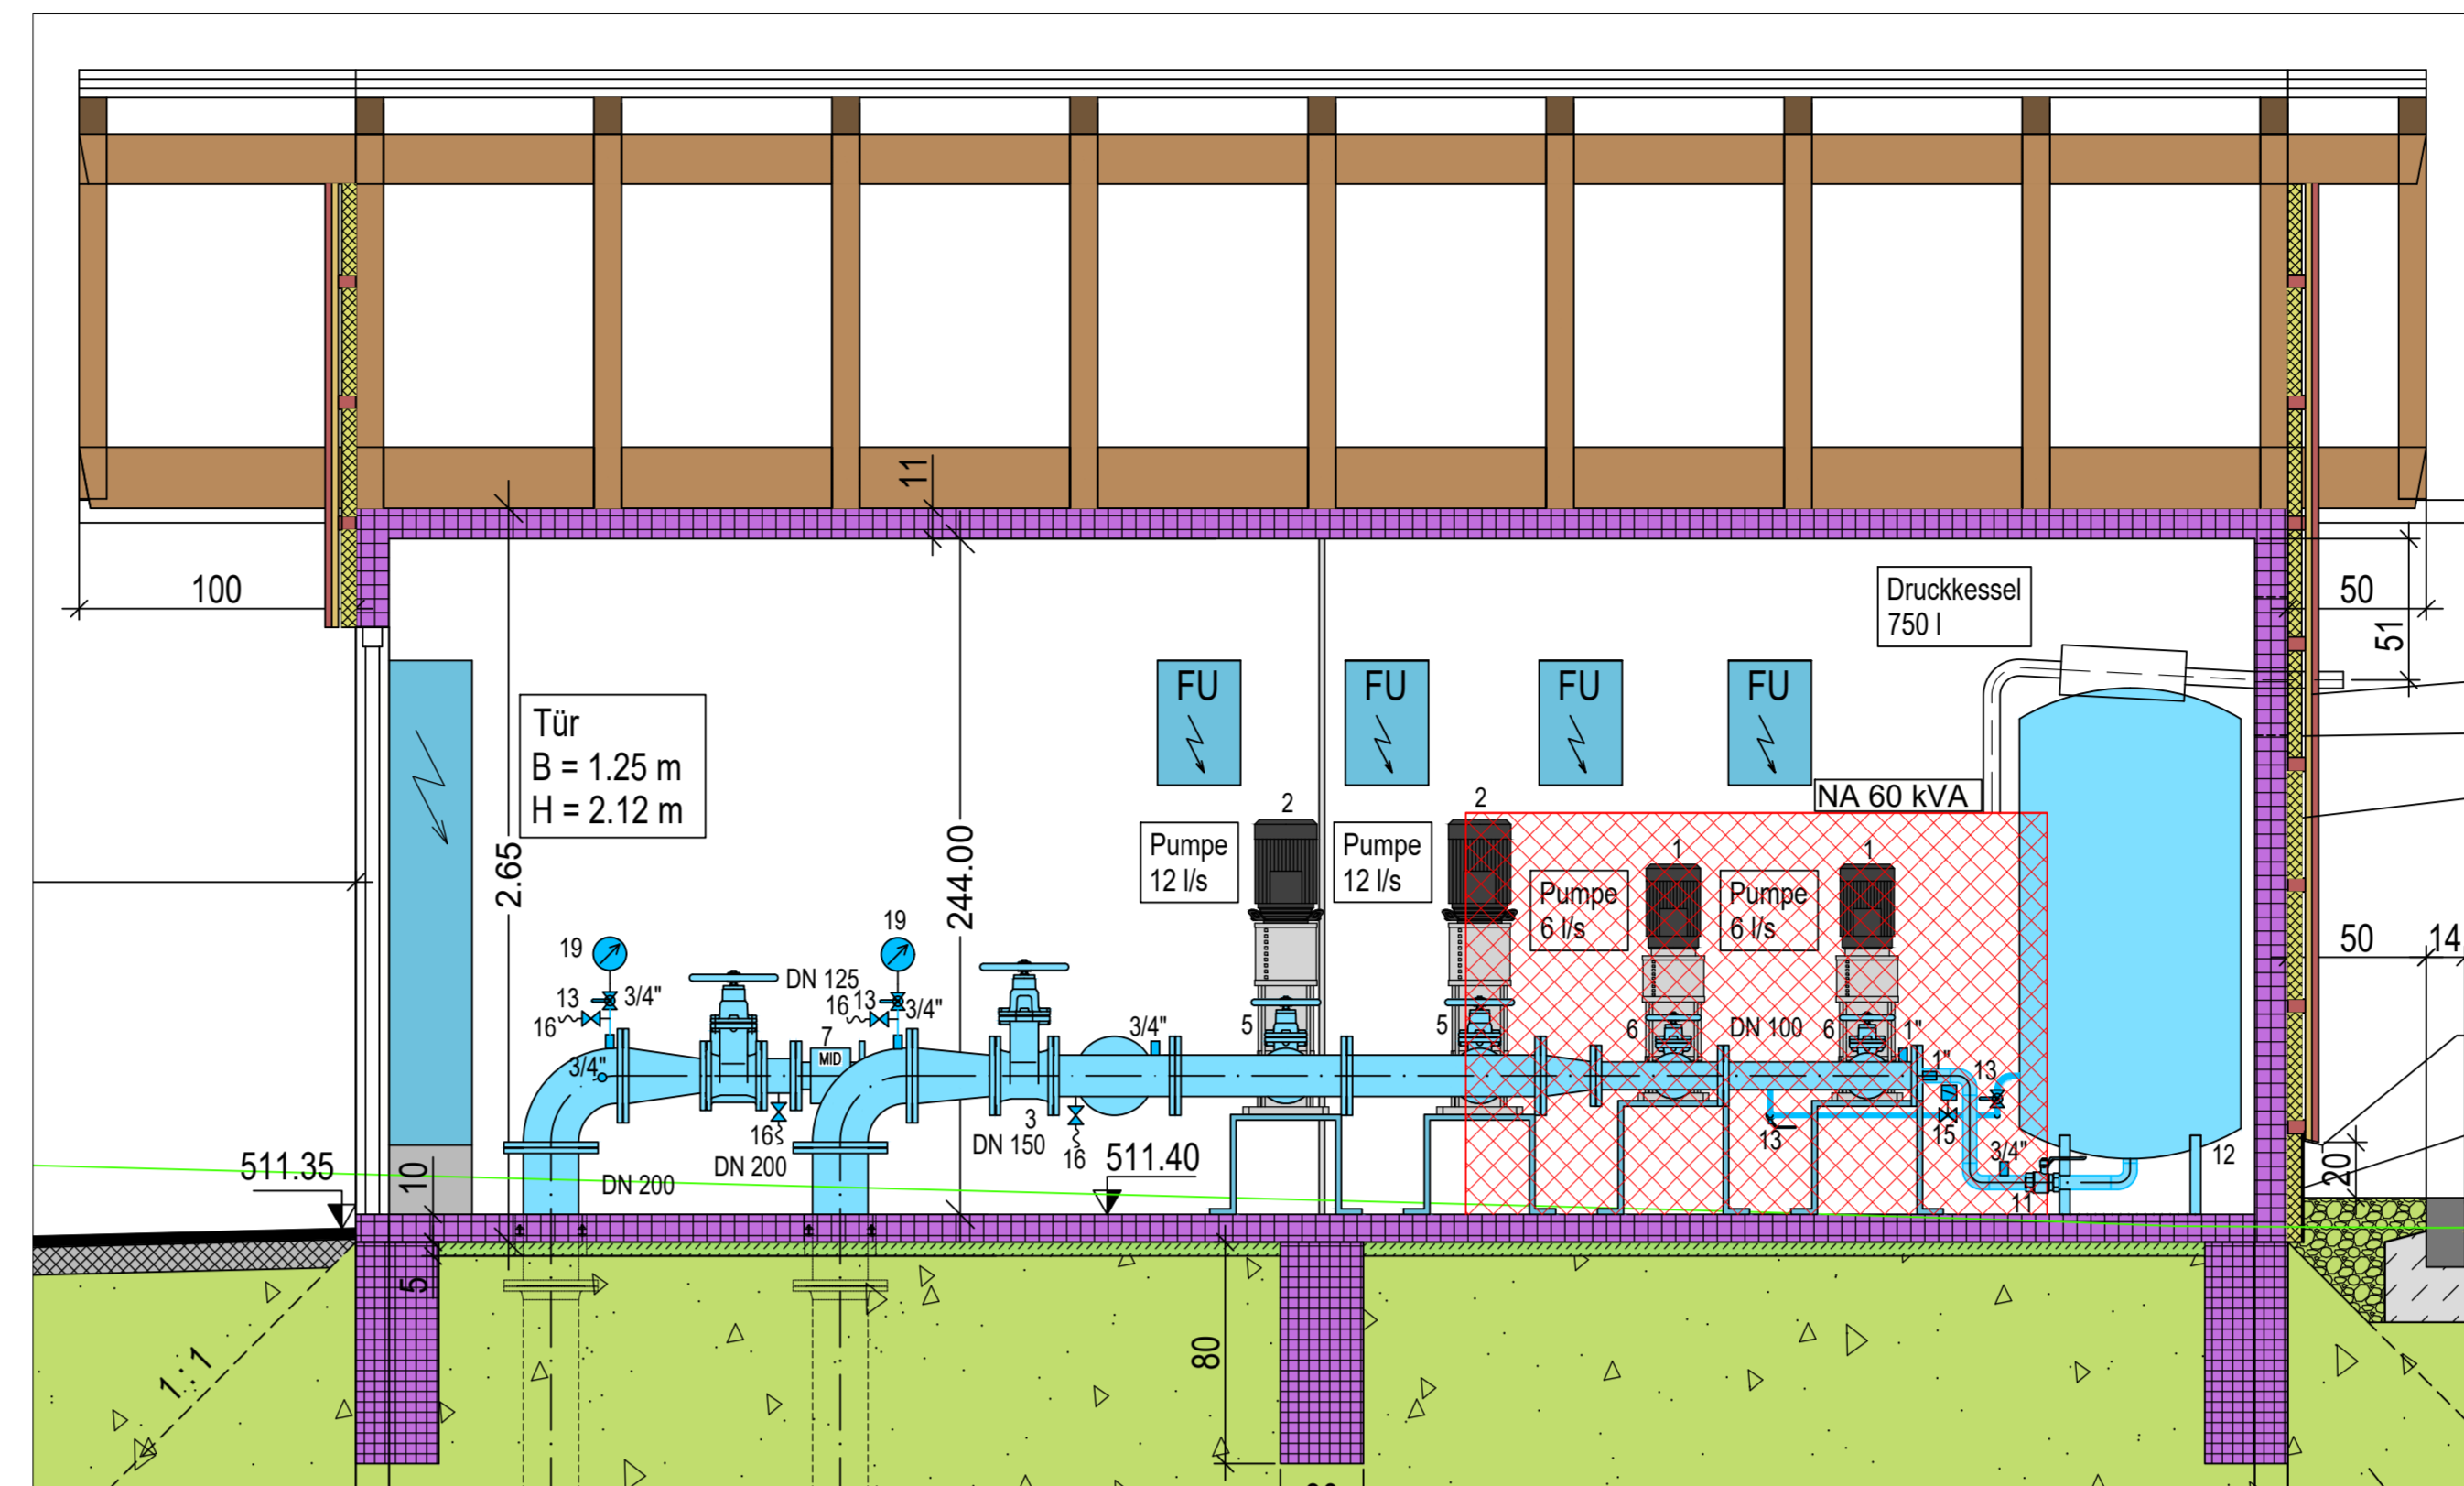 11
100
Druckkessel
750 l
50
51
FU
FU
FU
FU
Tür
B = 1.25 m
H = 2.12 m
NA 60 kVA
2
2
Pumpe
12 l/s
Pumpe
12 l/s
1
1
Pumpe
6 l/s
Pumpe
6 l/s
2.65
244.00
19
19
50
14
DN 125
13
3/4"
16
16
13
3/4"
7
MID
3/4"
5
5
6
DN 100
6
1"
3/4"
1"
13
3
DN 150
16
16
13
15
3/4"
12
11
20
511.35
10
DN 200
DN 200
511.40
5
80
1:1